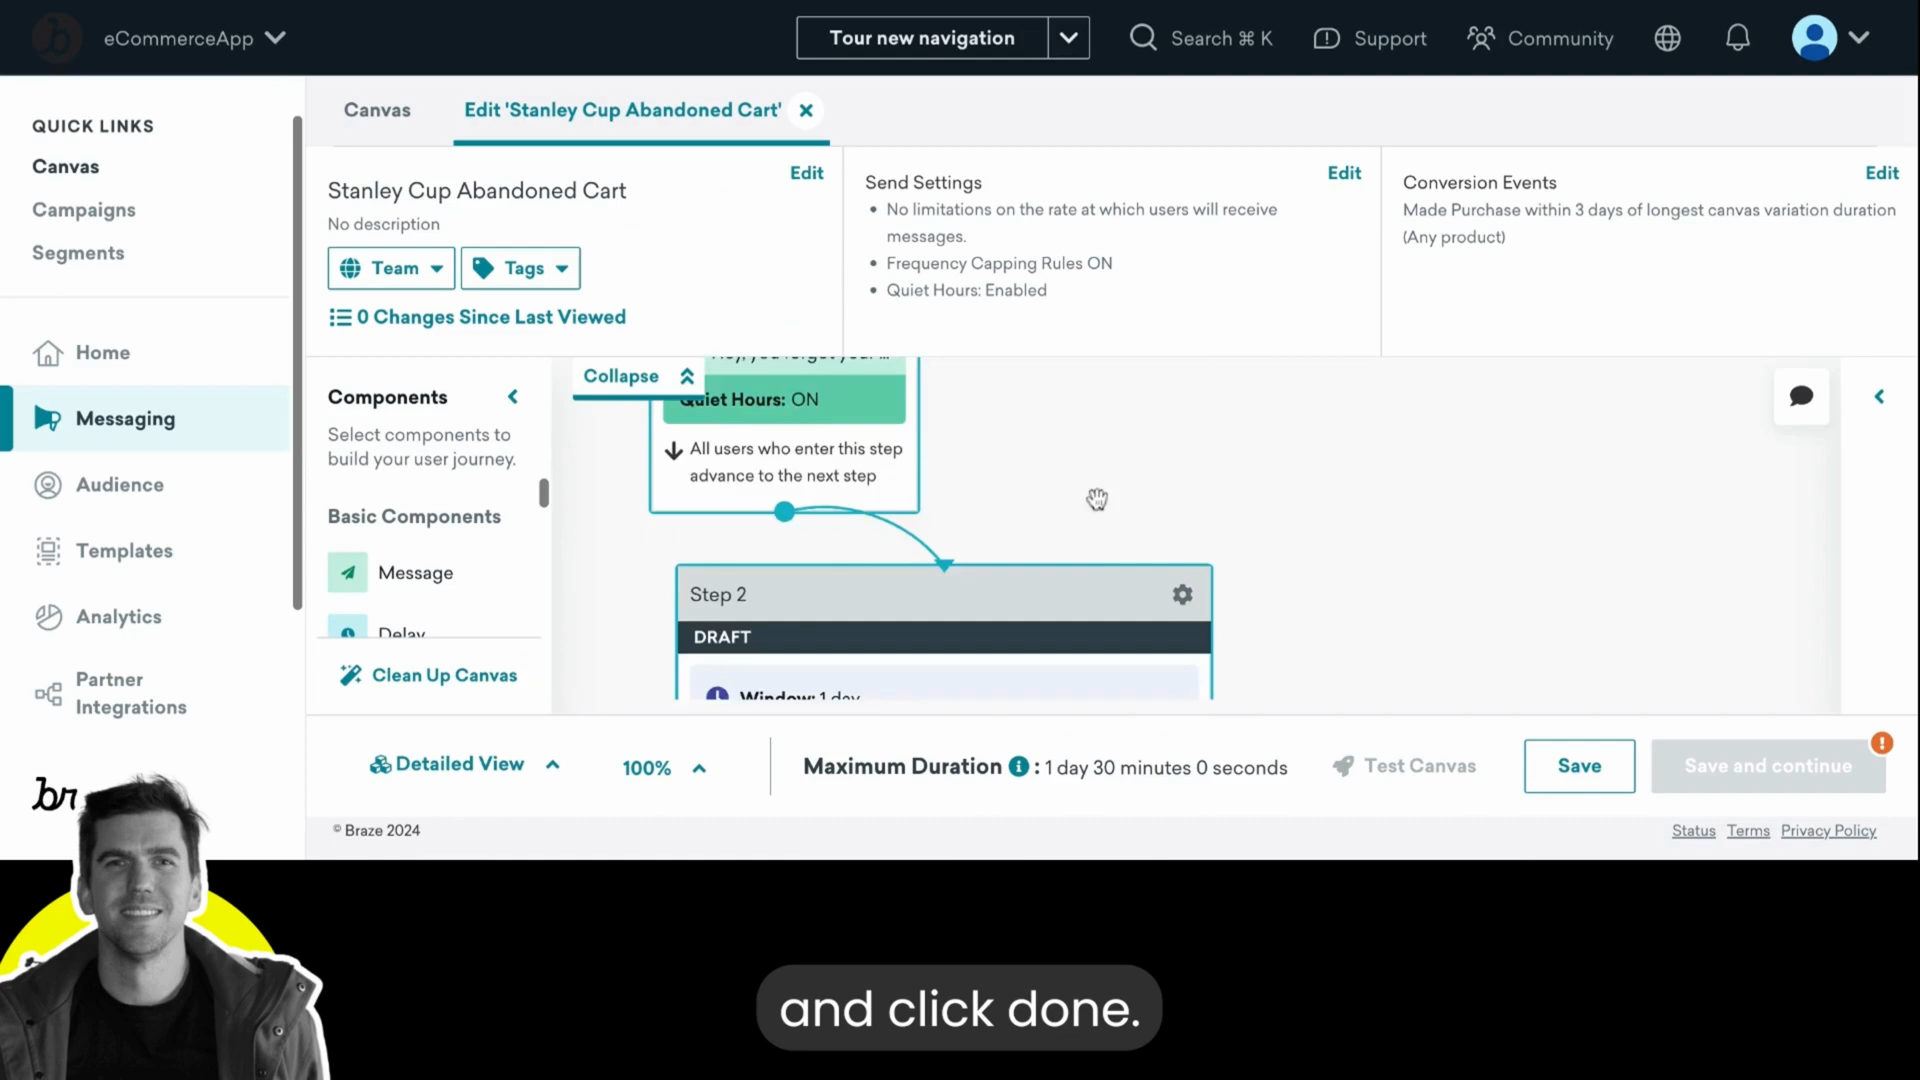 eCommerceApp
Tour new navigation
Search ⌘ K
Support
Community
QUICK LINKS
Canvas
Campaigns
Segments
Home
Messaging
Audience
Templates
Analytics
Partner
Integrations
br
Canvas
Edit 'Stanley Cup Abandoned Cart'
Stanley Cup Abandoned Cart
Edit
No description
Team
Tags
0 Changes Since Last Viewed
Send Settings
Edit
• No limitations on the rate at which users will receive
messages.
• Frequency Capping Rules ON
• Quiet Hours: Enabled
Conversion Events
Edit
Made Purchase within 3 days of longest canvas variation duration
(Any product)
Components
Select components to
build your user journey.
Basic Components
Message
Delay
Clean Up Canvas
Collapse
Quiet Hours: ON
All users who enter this step
advance to the next step
Step 2
DRAFT
Window: 1 day
Detailed View
100%
Maximum Duration : 1 day 30 minutes 0 seconds
Test Canvas
Save
Save and continue
© Braze 2024
Status
Terms
Privacy Policy
and click done.